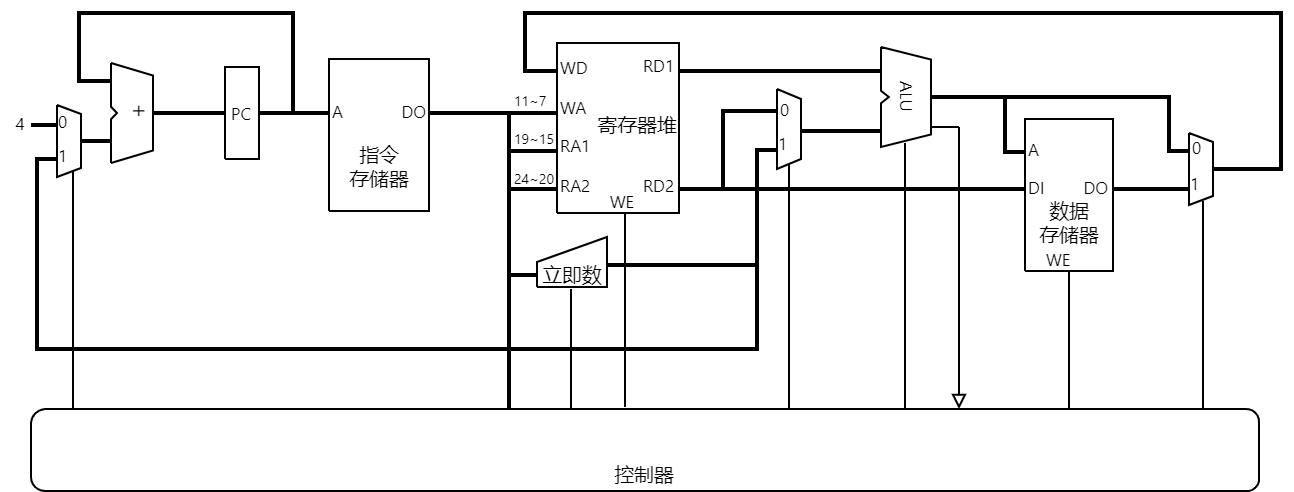 4
0
1
+
PC
A
DO
指令
存储器
11~7
19~15
24~20
WD
WA
RA1
RA2
RD1
寄存器堆
RD2
WE
立即数
0
1
ALU
A
DI
DO
数据
存储器
WE
0
1
控制器